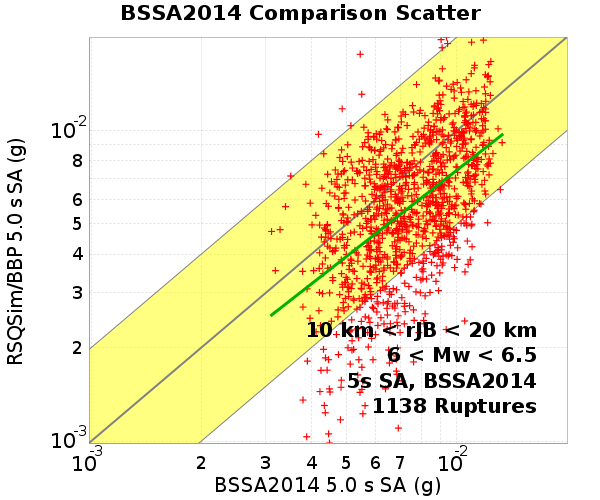 BSSA2014 Comparison Scatter
RSQSim/BBP 5.0 s SA (g)
10⁻²
8
6
5
4
3
2
10⁻³
10 km < rJB < 20 km
6 < Mw < 6.5
5s SA, BSSA2014
1138 Ruptures
10⁻³ 2 3 4 5 6 7 10⁻²
BSSA2014 5.0 s SA (g)